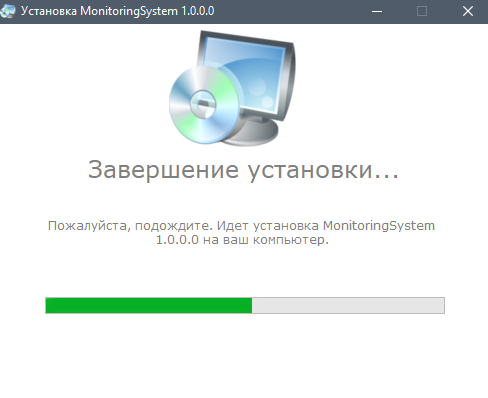 Установка MonitoringSystem 1.0.0.0
Завершение установки...
Пожалуйста, подождите. Идет установка MonitoringSystem
1.0.0.0 на ваш компьютер.